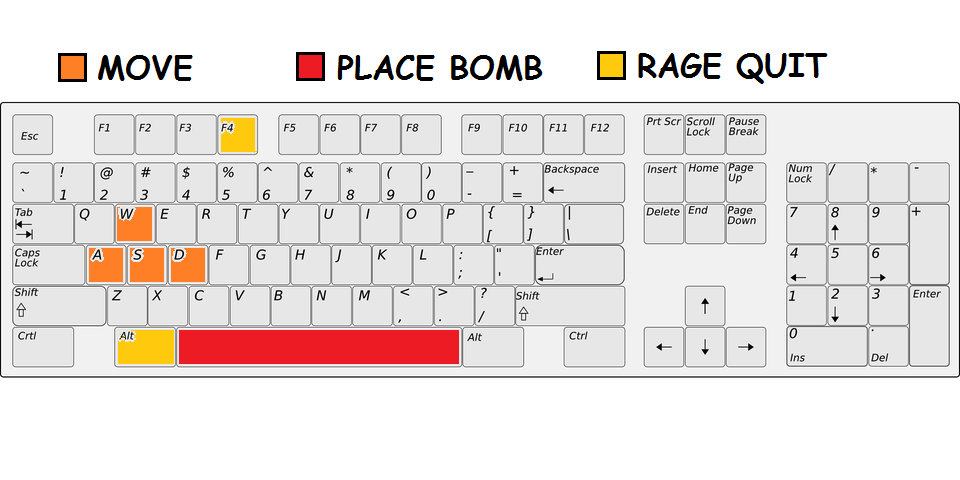 MOVE PLACE BOMB RAGE QUIT
Esc F1 F2 F3 F4 F5 F6 F7 F8 F9 F10 F11 F12 Prt Scr Scroll Lock Pause Break
~ ` ! 1 @ 2 # 3 $ 4 % 5 ^ 6 & 7 * 8 ( 9 ) 0 _ - + = Backspace Insert Home Page Up Num Lock / * -
Tab Q W E R T Y U I O P { [ } ] | \ Delete End Page Down 7 8 9 +
Caps Lock A S D F G H J K L : ; " ' Enter 4 5 6
Shift Z X C V B N M < , > . ? / Shift 1 2 3 Enter
Crtl Alt Alt Ctrl 0 Ins . Del